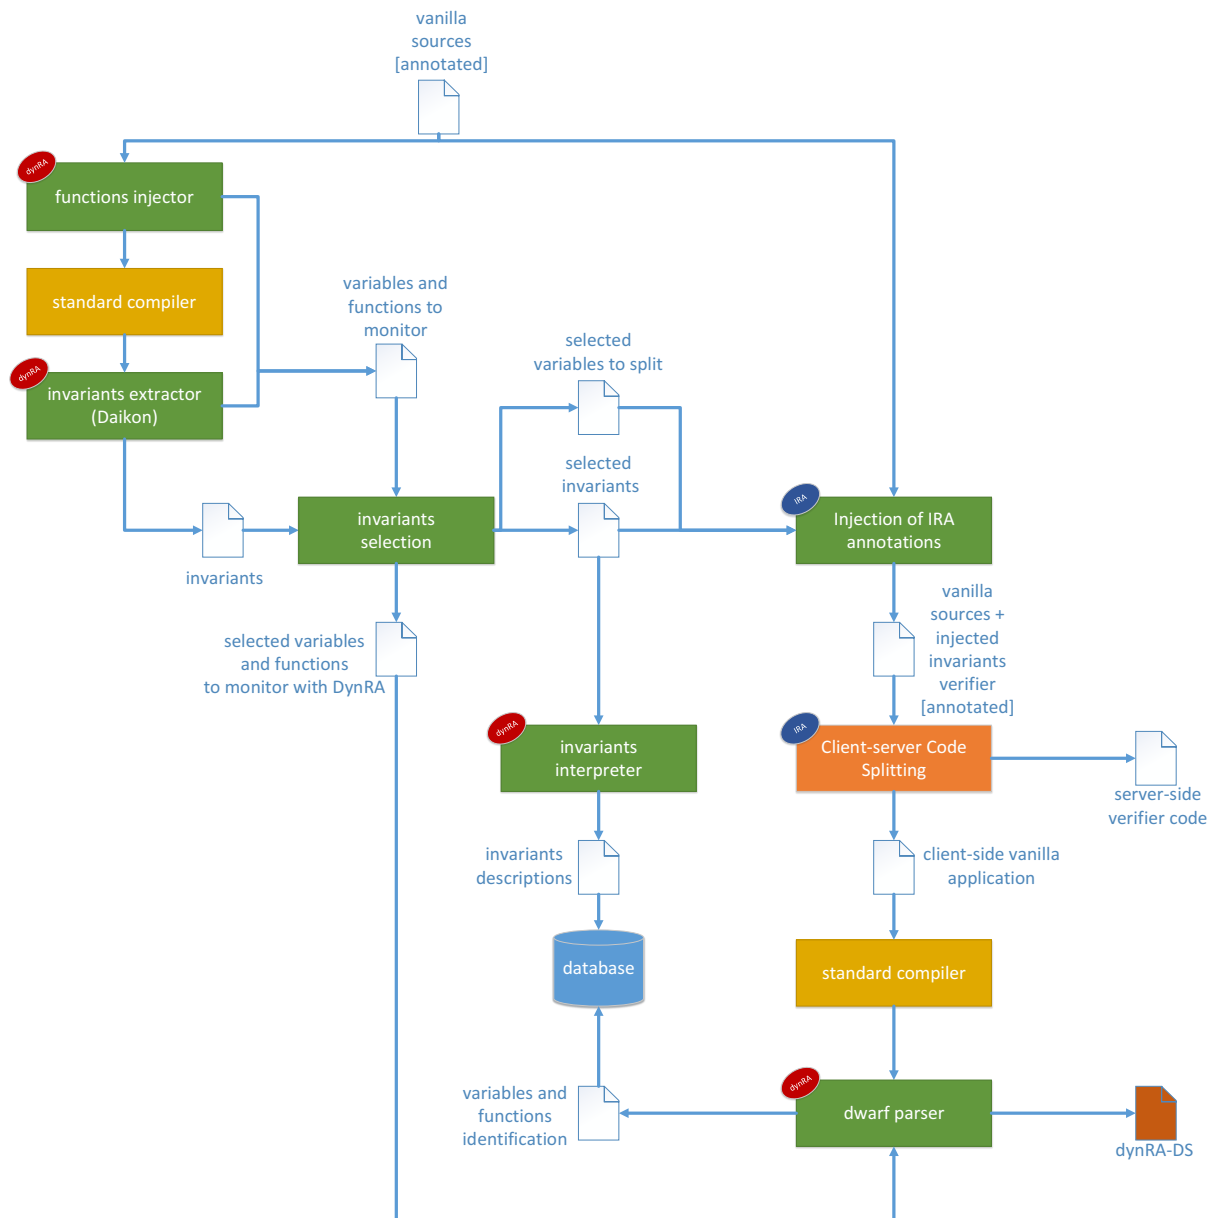 vanilla
sources
[annotated]
dynRA
functions injector
standard compiler
variables and
functions to
monitor
selected
variables to split
dynRA
invariants extractor
(Daikon)
selected
invariants
invariants
selection
IRA
Injection of IRA
annotations
invariants
vanilla
sources +
injected
invariants
verifier
[annotated]
selected variables
and functions
to monitor with DynRA
dynRA
invariants
interpreter
IRA
Client-server Code
Splitting
server-side
verifier code
invariants
descriptions
client-side vanilla
application
database
standard compiler
variables and
functions
identification
dynRA
dwarf parser
dynRA-DS